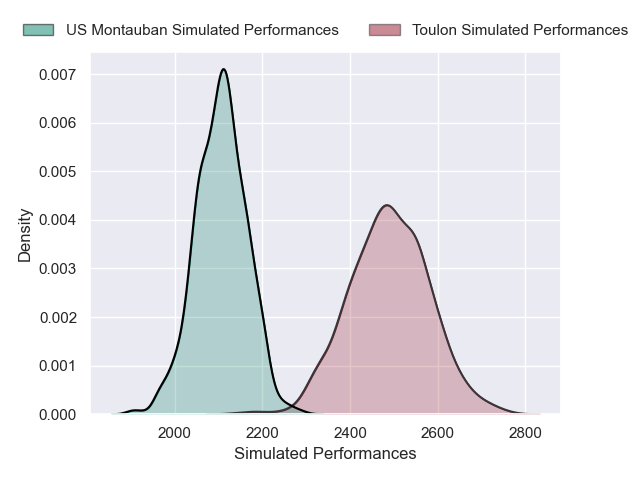 US Montauban Simulated Performances Toulon Simulated Performances
0.007
0.006
0.005
0.004
0.003
0.002
0.001
0.000
Density
2000 2200 2400 2600 2800
Simulated Performances